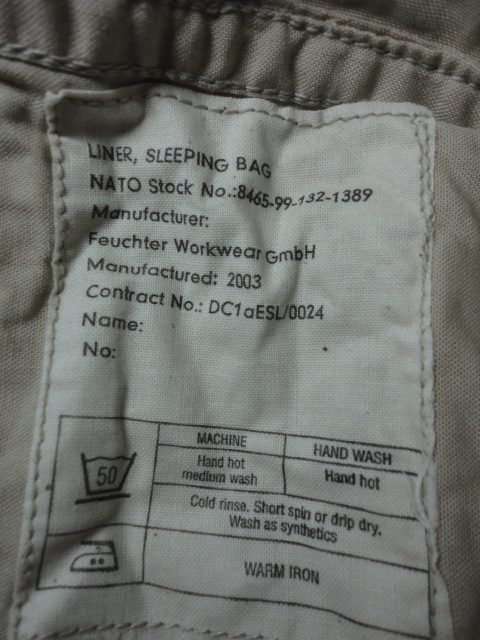 LINER, SLEEPING BAG
NATO Stock No.:8465-99-132-1389
Manufacturer:
Feuchter Workwear GmbH
Manufactured: 2003
Contract No.: DC1aESL/0024
Name:
No:
MACHINE
HAND WASH
50
Hand hot
medium wash
Hand hot
Cold rinse. Short spin or drip dry.
Wash as synthetics
WARM IRON